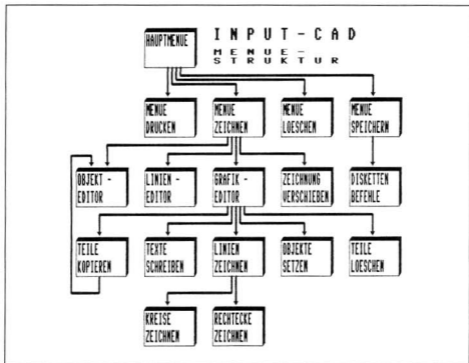 HAUPTMENUE
INPUT-CAD
MENUE-
STRUKTUR
MENUE
DRUCKEN
MENUE
ZEICHNEN
MENUE
LOESCHEN
MENUE
SPEICHERN
OBJEKT -
EDITOR
LINIEN -
EDITOR
GRAFIK -
EDITOR
ZEICHNUNG
VERSCHIEBEN
DISKETTEN
BEFEHLE
TEILE
KOPIEREN
TEXTE
SCHREIBEN
LINIEN
ZEICHNEN
OBJEKTE
SETZEN
TEILE
LOESCHEN
KREISE
ZEICHNEN
RECHTECKE
ZEICHNEN